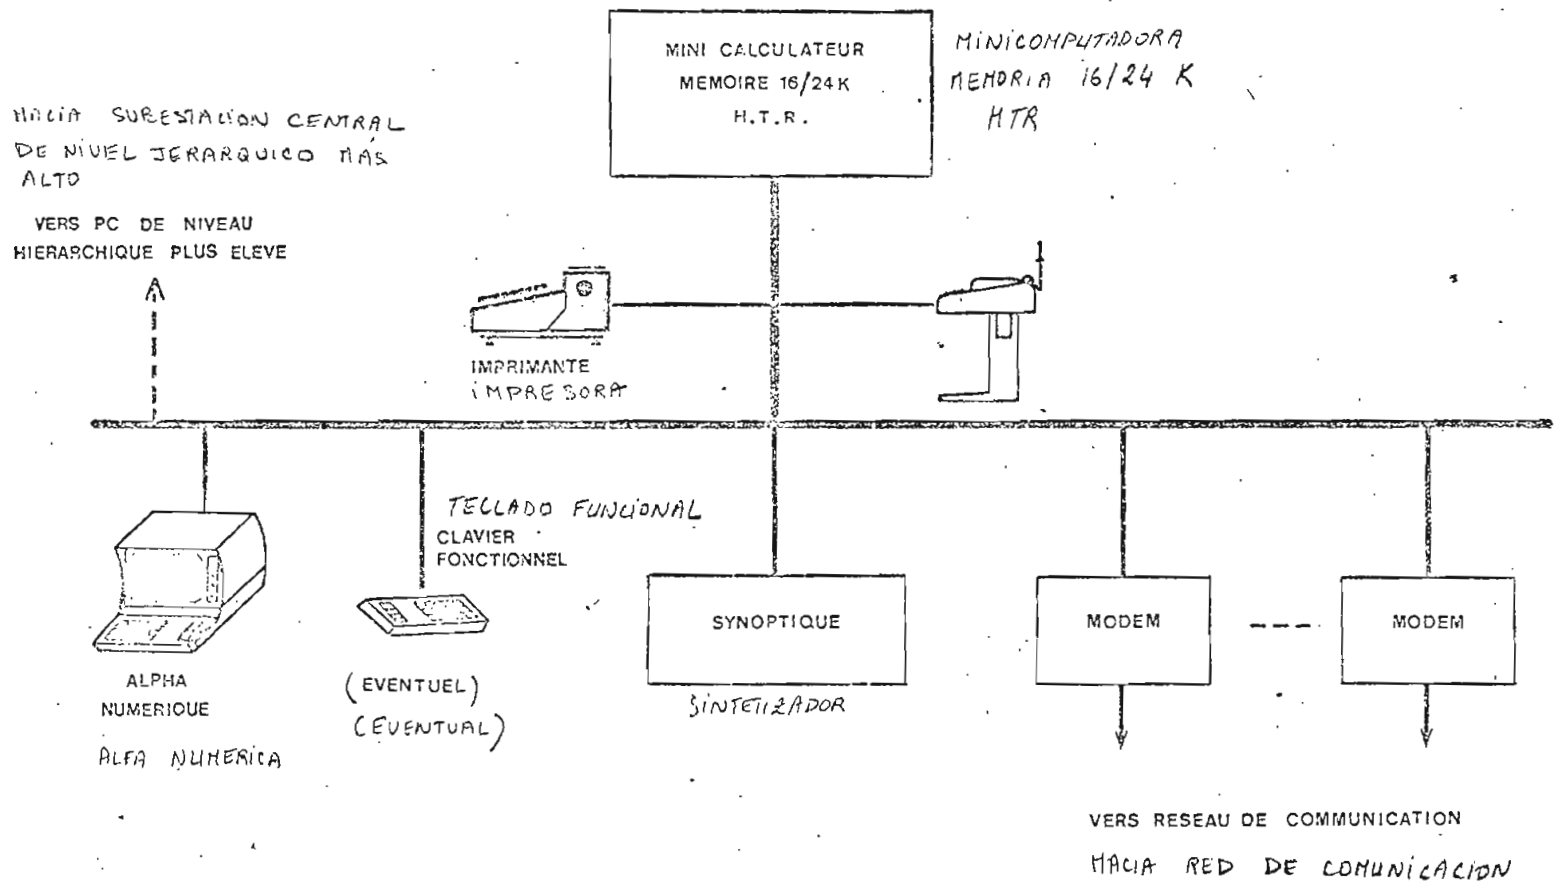 MINI CALCULATEUR
MEMOIRE 16/24K
H.T.R.
MINICOMPUTADORA
MEMORIA 16/24 K
HTR
HACIA SUBESTACION CENTRAL
DE NIVEL JERARQUICO MÁS
ALTO
VERS PC DE NIVEAU
HIERARCHIQUE PLUS ELEVE
IMPRIMANTE
IMPRESORA
TECLADO FUNCIONAL
CLAVIER
FONCTIONNEL
SYNOPTIQUE
MODEM
MODEM
ALPHA
NUMERIQUE
ALFA NUMERICA
(EVENTUEL)
(EVENTUAL)
SINTETIZADOR
VERS RESEAU DE COMMUNICATION
HACIA RED DE COMUNICACION